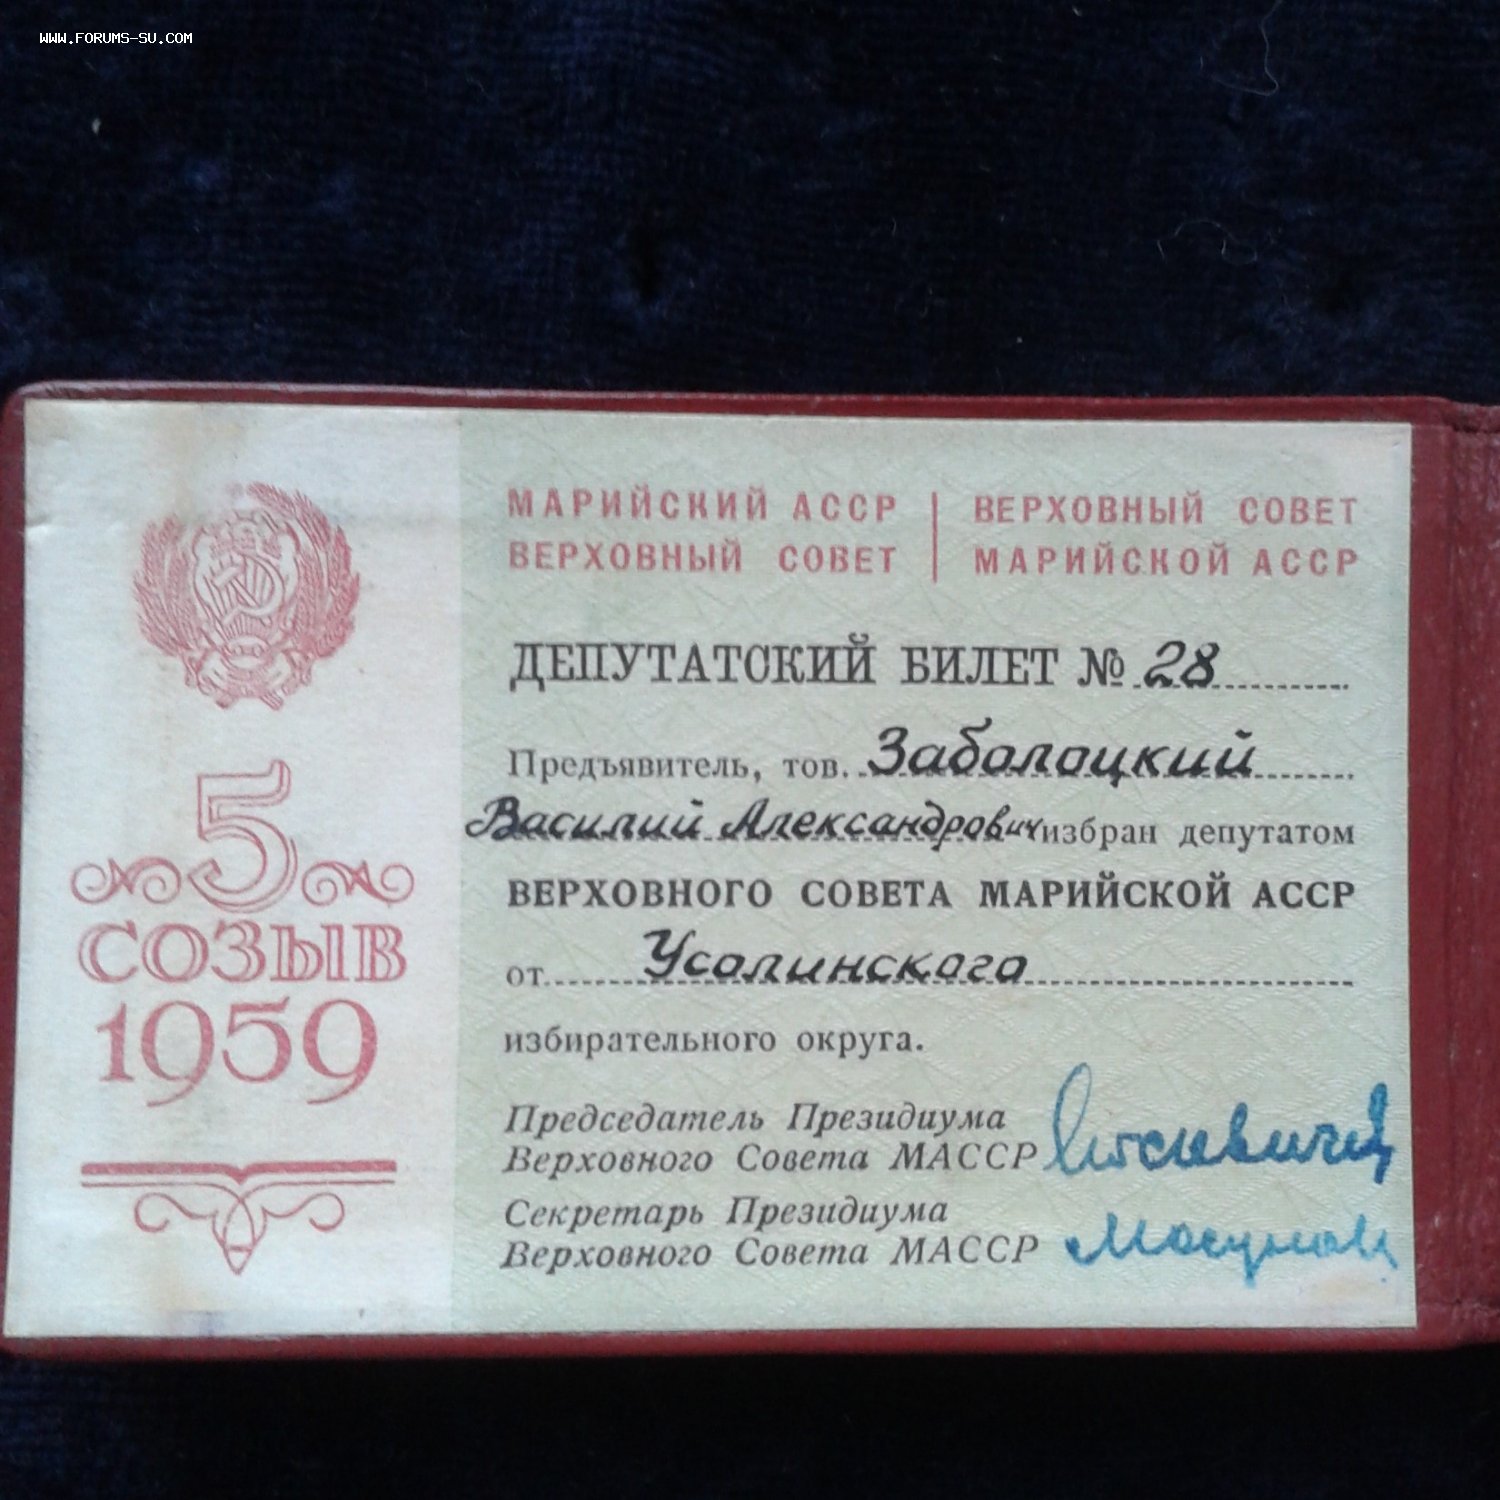 WWW.FORUMS-SU.COM
МАРИЙСКИЙ АССР
ВЕРХОВНЫЙ СОВЕТ
ВЕРХОВНЫЙ СОВЕТ
МАРИЙСКОЙ АССР
ДЕПУТАТСКИЙ БИЛЕТ № 28
Предъявитель, тов. Заболоцкий
Василий Александрович избран депутатом
ВЕРХОВНОГО СОВЕТА МАРИЙСКОЙ АССР
от Усолинского
избирательного округа.
Председатель Президиума
Верховного Совета МАССР
Секретарь Президиума
Верховного Совета МАССР
5
СОЗЫВ
1959